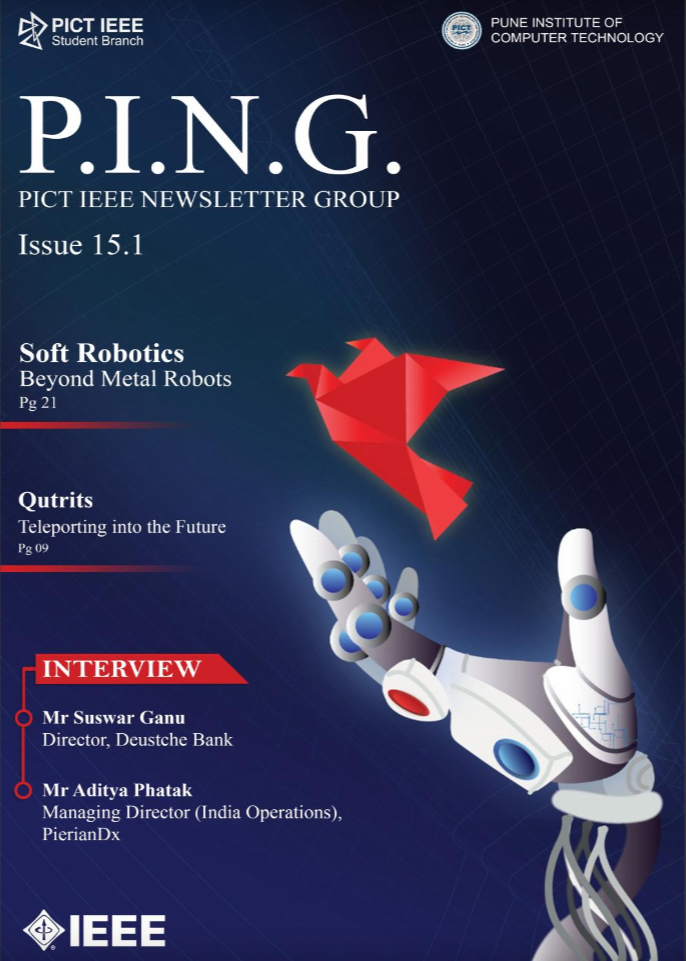 PICT IEEE
Student Branch
PUNE INSTITUTE OF
COMPUTER TECHNOLOGY
P.I.N.G.
PICT IEEE NEWSLETTER GROUP
Issue 15.1
Soft Robotics
Beyond Metal Robots
Pg 21
Qutrits
Teleporting into the Future
Pg 09
INTERVIEW
Mr Suswar Ganu
Director, Deustche Bank
Mr Aditya Phatak
Managing Director (India Operations),
PierianDx
IEEE